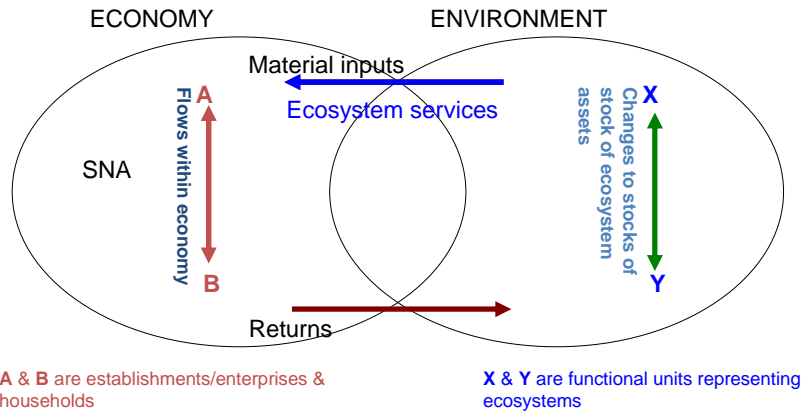 ECONOMY
ENVIRONMENT
Material inputs
Ecosystem services
A
Flows within economy
B
SNA
X
Changes to stocks of
stock of ecosystem
assets
Y
Returns
A & B are establishments/enterprises &
households
X & Y are functional units representing
ecosystems